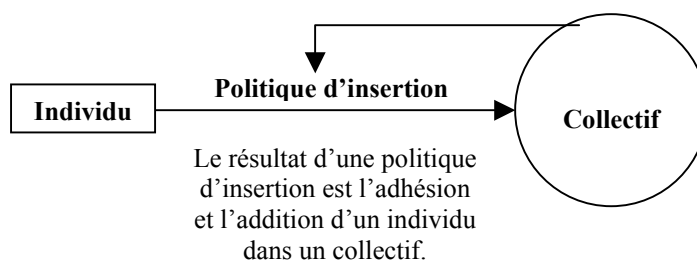 Politique d’insertion
Individu
Collectif
Le résultat d’une politique
d’insertion est l’adhésion
et l’addition d’un individu
dans un collectif.